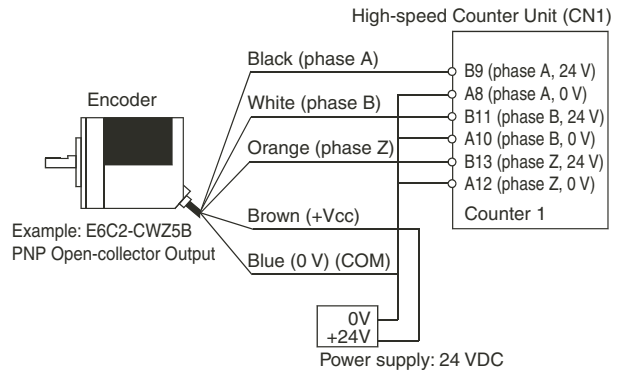 High-speed Counter Unit (CN1)
Black (phase A)
B9 (phase A, 24 V)
Encoder
A8 (phase A, 0 V)
White (phase B)
B11 (phase B, 24 V)
A10 (phase B, 0 V)
Orange (phase Z)
B13 (phase Z, 24 V)
A12 (phase Z, 0 V)
Brown (+Vcc)
Counter 1
Example: E6C2-CWZ5B
PNP Open-collector Output
Blue (0 V) (COM)
0V
+24V
Power supply: 24 VDC